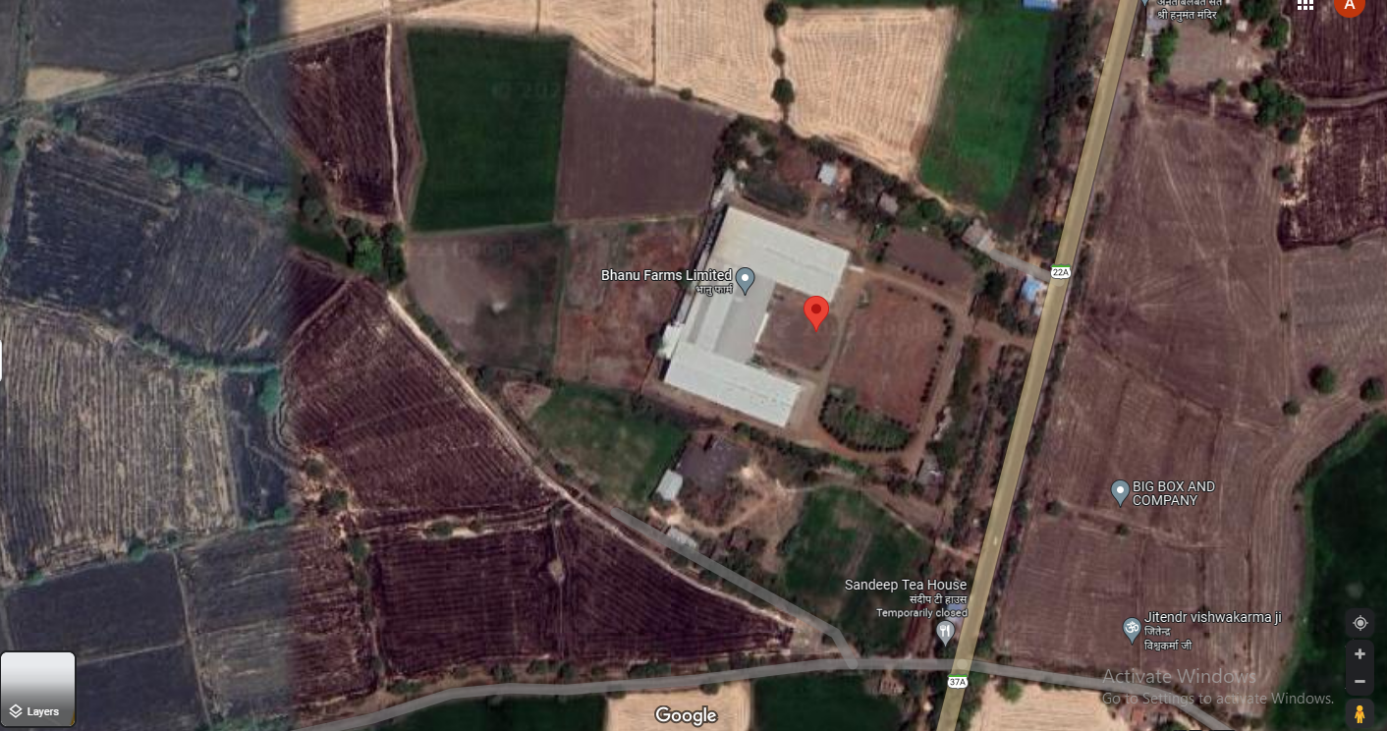 श्री हनुमत मंदिर
A
22A
Bhanu Farms Limited
भानु फार्म
BIG BOX AND
COMPANY
Sandeep Tea House
संदीप टी हाउस
Temporarily closed
Jitendr vishwakarma ji
जितेन्द्र
विश्वकर्मा जी
37A
Activate Windows
Go to Settings to activate Windows.
Layers
Google